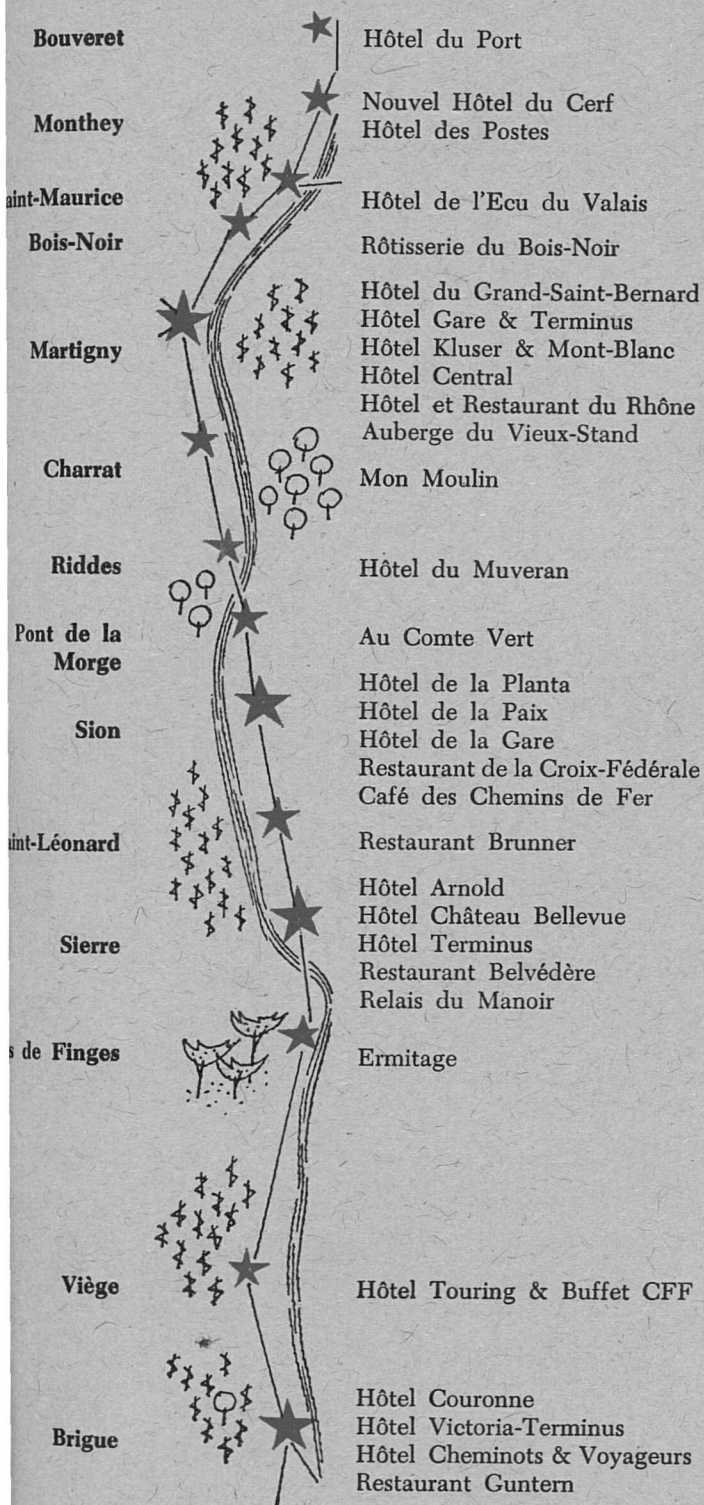 Bouveret
Hôtel du Port
Monthey
Nouvel Hôtel du Cerf
Hôtel des Postes
aint-Maurice
Hôtel de l'Ecu du Valais
Bois-Noir
Rôtisserie du Bois-Noir
Martigny
Hôtel du Grand-Saint-Bernard
Hôtel Gare & Terminus
Hôtel Kluser & Mont-Blanc
Hôtel Central
Hôtel et Restaurant du Rhône
Auberge du Vieux-Stand
Charrat
Mon Moulin
Riddes
Hôtel du Muveran
Pont de la
Morge
Au Comte Vert
Sion
Hôtel de la Planta
Hôtel de la Paix
Hôtel de la Gare
Restaurant de la Croix-Fédérale
Café des Chemins de Fer
aint-Léonard
Restaurant Brunner
Sierre
Hôtel Arnold
Hôtel Château Bellevue
Hôtel Terminus
Restaurant Belvédère
Relais du Manoir
s de Finges
Ermitage
Viège
Hôtel Touring & Buffet CFF
Brigue
Hôtel Couronne
Hôtel Victoria-Terminus
Hôtel Cheminots & Voyageurs
Restaurant Guntern